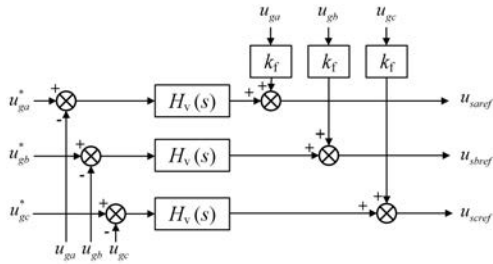 u_ga u_gb u_gc
k_f k_f k_f
u*_ga + - H_v(s) + + u_saref
u*_gb + - H_v(s) + + u_sbref
u*_gc + - H_v(s) + + u_scref
u_ga u_gb u_gc